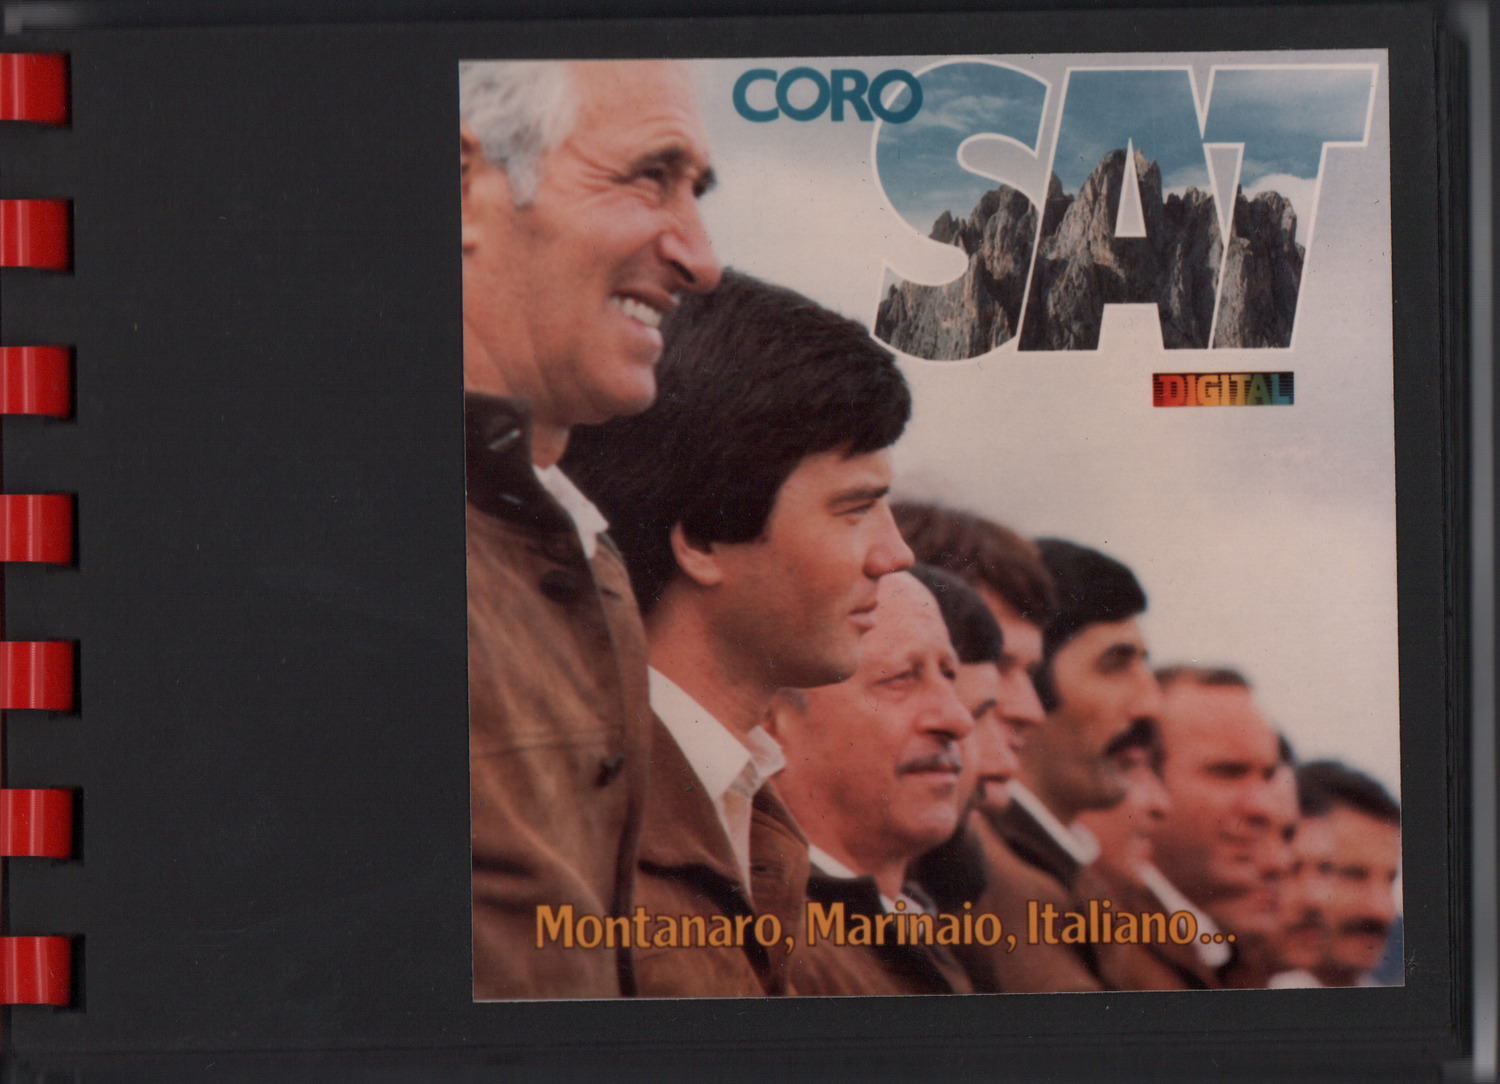 CORO
SAT
DIGITAL
Montanaro, Marinaio, Italiano...